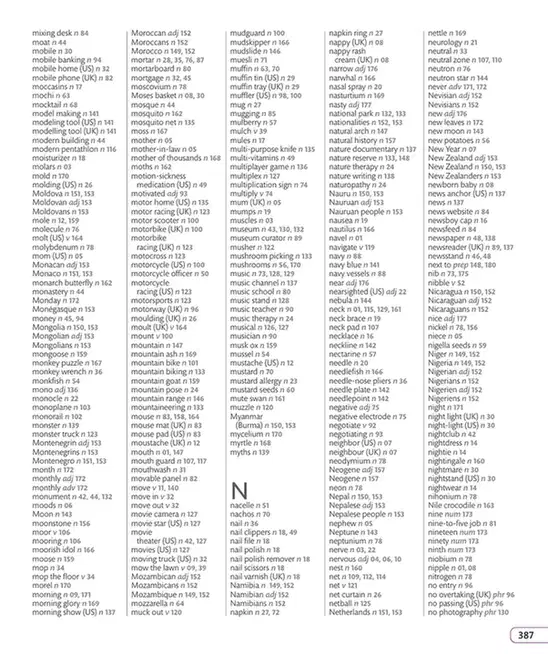 mixing desk n 84
moat n 44
mobile n 30
mobile banking n 94
mobile home (US) n 32
mobile phone (UK) n 82
moccasins n 17
mochi n 63
mocktail n 68
model making n 141
modeling tool (US) n 141
modelling tool (UK) n 141
modern building n 44
modern pentathlon n 116
moisturizer n 18
molars n 03
mold n 170
molding (US) n 26
Moldova n 151, 153
Moldovan adj 153
Moldovans n 153
mole n 12, 159
molecule n 76
molt (US) v 164
molybdenum n 78
mom (US) n 05
Monacan adj 153
Monaco n 151, 153
monarch butterfly n 162
monastery n 44
Monday n 172
Monégasque n 153
money n 45, 94
Mongolia n 150, 153
Mongolian adj 153
Mongolians n 153
mongoose n 159
monkey puzzle n 167
monkey wrench n 36
monkfish n 54
mono adj 136
monocle n 22
monoplane n 103
monorail n 102
monster n 139
monster truck n 123
Montenegrin adj 153
Montenegrins n 153
Montenegro n 151, 153
month n 172
monthly adj 172
monthly adv 172
monument n 42, 44, 132
moods n 06
Moon n 143
moonstone n 156
moor v 106
mooring n 106
moorish idol n 166
moose n 159
mop n 34
mop the floor v 34
morel n 170
morning n 09, 171
morning glory n 169
morning show (US) n 137
Moroccan adj 152
Moroccans n 152
Morocco n 149, 152
mortar n 28, 35, 76, 87
mortarboard n 80
mortgage n 32, 45
moscovium n 78
Moses basket n 08, 30
mosque n 44
mosquito n 162
mosquito net n 135
moss n 167
mother n 05
mother-in-law n 05
mother of thousands n 168
moths n 162
motion-sickness
medication (US) n 49
motivated adj 93
motor home (US) n 135
motor racing (UK) n 123
motor scooter n 100
motorbike (UK) n 100
motorbike
racing (UK) n 123
motocross n 123
motorcycle (US) n 100
motorcycle officer n 50
motorcycle
racing (US) n 123
motorsports n 123
motorway (UK) n 96
moulding (UK) n 26
moult (UK) v 164
mount v 100
mountain n 147
mountain ash n 169
mountain bike n 101
mountain biking n 133
mountain goat n 159
mountain pose n 24
mountain range n 146
mountaineering n 133
mouse n 83, 158, 164
mouse mat (UK) n 83
mouse pad (US) n 83
moustache (UK) n 12
mouth n 01, 147
mouth guard n 107, 117
mouthwash n 31
movable panel n 82
move v 11, 140
move in v 32
move out v 32
movie camera n 127
movie star (US) n 127
movie
theater (US) n 42, 127
movies (US) n 127
moving truck (US) n 32
mow the lawn v 09, 39
Mozambican adj 152
Mozambicans n 152
Mozambique n 149, 152
mozzarella n 64
muck out v 120
mudguard n 100
mudskipper n 166
mudslide n 146
muesli n 71
muffin n 63, 70
muffin tin (US) n 29
muffin tray (UK) n 29
muffler (US) n 98, 100
mug n 27
mugging n 85
mulberry n 57
mulch v 39
mules n 17
multi-purpose knife n 135
multi-vitamins n 49
multiplayer game n 136
multiplex n 127
multiplication sign n 74
multiply v 74
mum (UK) n 05
mumps n 19
muscles n 03
museum n 43, 130, 132
museum curator n 89
musher n 122
mushroom picking n 133
mushrooms n 56, 170
music n 73, 128, 129
music channel n 137
music school n 80
music stand n 128
music teacher n 90
music therapy n 24
musical n 126, 127
musician n 90
musk ox n 159
mussel n 54
mustache (US) n 12
mustard n 70
mustard allergy n 23
mustard seeds n 60
mute swan n 161
muzzle n 120
Myanmar
(Burma) n 150, 153
mycelium n 170
myrtle n 168
myths n 139
N
nacelle n 51
nachos n 70
nail n 36
nail clippers n 18, 49
nail file n 18
nail polish n 18
nail polish remover n 18
nail scissors n 18
nail varnish (UK) n 18
Namibia n 149, 152
Namibian adj 152
Namibians n 152
napkin n 27, 72
napkin ring n 27
nappy (UK) n 08
nappy rash
cream (UK) n 08
narrow adj 176
narwhal n 166
nasal spray n 20
nasturtium n 169
nasty adj 177
national park n 132, 133
nationalities n 152, 153
natural arch n 147
natural history n 157
nature documentary n 137
nature reserve n 133, 148
nature therapy n 24
nature writing n 138
naturopathy n 24
Nauru n 150, 153
Nauruan adj 153
Nauruan people n 153
nausea n 19
nautilus n 166
navel n 01
navigate v 119
navy n 88
navy blue n 141
navy vessels n 88
near adj 176
nearsighted (US) adj 22
nebula n 144
neck n 01, 115, 129, 161
neck brace n 19
neck pad n 107
necklace n 16
neckline n 142
nectarine n 57
needle n 20
needlefish n 166
needle-nose pliers n 36
needle plate n 142
needlepoint n 142
negative adj 75
negative electrode n 75
negotiate v 92
negotiating n 93
neighbor (US) n 07
neighbour (UK) n 07
neodymium n 78
Neogene adj 157
Neogene n 157
neon n 78
Nepal n 150, 153
Nepalese adj 153
Nepalese people n 153
nephew n 05
Neptune n 143
neptunium n 78
nerve n 03, 22
nervous adj 04, 06, 10
nest n 160
net n 109, 112, 114
net v 121
net curtain n 26
netball n 125
Netherlands n 151, 153
nettle n 169
neurology n 21
neutral n 33
neutral zone n 107, 110
neutron n 76
neutron star n 144
never adv 171, 172
Nevisian adj 152
Nevisians n 152
new adj 176
new leaves n 172
new moon n 143
new potatoes n 56
New Year n 07
New Zealand adj 153
New Zealand n 150, 153
New Zealanders n 153
newborn baby n 08
news anchor (US) n 137
news n 137
news website n 84
newsboy cap n 16
newsfeed n 84
newspaper n 48, 138
newsreader (UK) n 89, 137
newsstand n 46, 48
next to prep 148, 180
nib n 73, 175
nibble v 52
Nicaragua n 150, 152
Nicaraguan adj 152
Nicaraguans n 152
nice adj 177
nickel n 78, 156
niece n 05
nigella seeds n 59
Niger n 149, 152
Nigeria n 149, 152
Nigerian adj 152
Nigerians n 152
Nigerien adj 152
Nigeriens n 152
night n 171
night light (UK) n 30
night-light (US) n 30
nightclub n 42
nightdress n 14
nightie n 14
nightingale n 160
nightmare n 30
nightstand (US) n 30
nightwear n 14
nihonium n 78
Nile crocodile n 163
nine num 173
nine-to-five job n 81
nineteen num 173
ninety num 173
ninth num 173
niobium n 78
nipple n 01, 08
nitrogen n 78
no entry n 96
no overtaking (UK) phr 96
no passing (US) phr 96
no photography phr 130
387